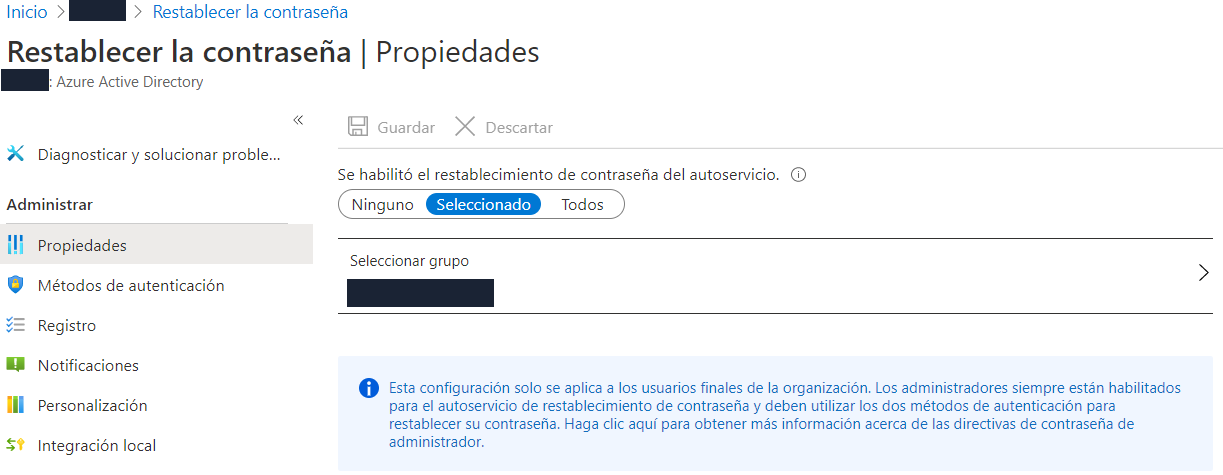 Inicio > > Restablecer la contraseña
Restablecer la contraseña | Propiedades
: Azure Active Directory
«
Guardar Descartar
Diagnosticar y solucionar proble...
Se habilitó el restablecimiento de contraseña del autoservicio.
Ninguno Seleccionado Todos
Administrar
Propiedades
Métodos de autenticación
Registro
Notificaciones
Personalización
Integración local
Seleccionar grupo
Esta configuración solo se aplica a los usuarios finales de la organización. Los administradores siempre están habilitados
para el autoservicio de restablecimiento de contraseña y deben utilizar los dos métodos de autenticación para
restablecer su contraseña. Haga clic aquí para obtener más información acerca de las directivas de contraseña de
administrador.